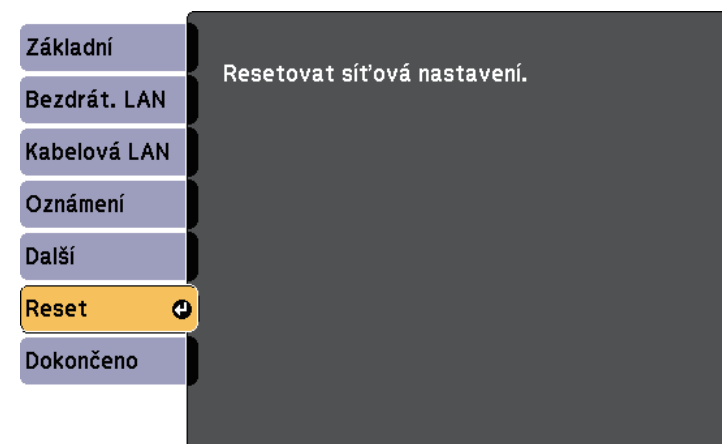 Základní
Bezdrát. LAN
Kabelová LAN
Oznámení
Další
Reset
Dokončeno
Resetovat síťová nastavení.